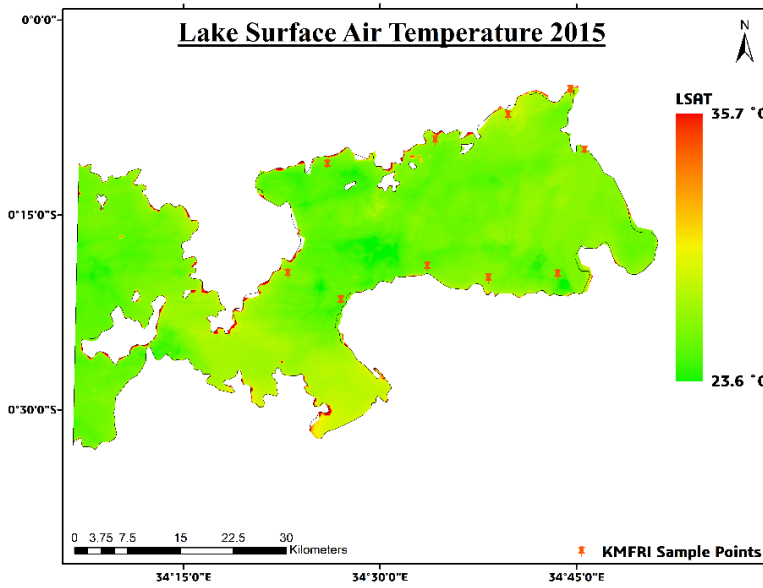 Lake Surface Air Temperature 2015
0°0'0"
N
LSAT
35.7 °C
0°15'0"S
23.6 °C
0°30'0"S
0 3.75 7.5 15 22.5 30
Kilometers
KMFRI Sample Points
34°15'0"E 34°30'0"E 34°45'0"E